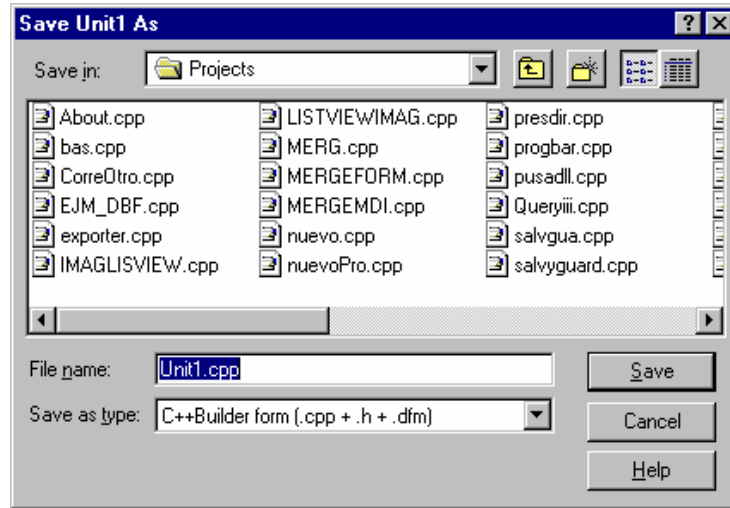 Save Unit1 As
Save in: Projects
About.cpp LISTVIEWIMAG.cpp presdir.cpp
bas.cpp MERG.cpp progbar.cpp
CorreOtro.cpp MERGEFORM.cpp pusadll.cpp
EJM_DBF.cpp MERGEMDI.cpp Queryiii.cpp
exporter.cpp nuevo.cpp salvgua.cpp
IMAGLISVIEW.cpp nuevoPro.cpp salvyguard.cpp
File name: Unit1.cpp Save
Save as type: C++Builder form (.cpp + .h + .dfm) Cancel
Help